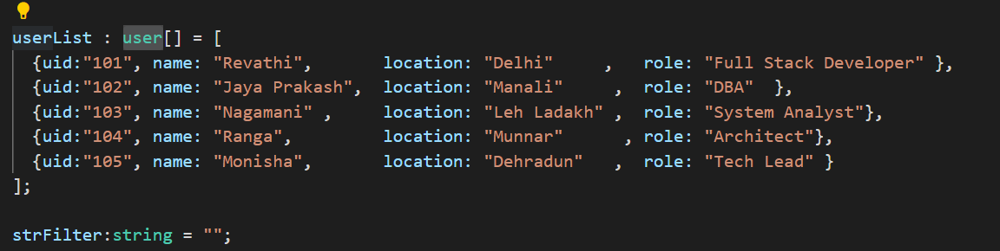 userList : user[] = [
{uid:"101", name: "Revathi", location: "Delhi" , role: "Full Stack Developer" },
{uid:"102", name: "Jaya Prakash", location: "Manali" , role: "DBA" },
{uid:"103", name: "Nagamani" , location: "Leh Ladakh" , role: "System Analyst"},
{uid:"104", name: "Ranga", location: "Munnar" , role: "Architect"},
{uid:"105", name: "Monisha", location: "Dehradun" , role: "Tech Lead" }
];
strFilter:string = "";